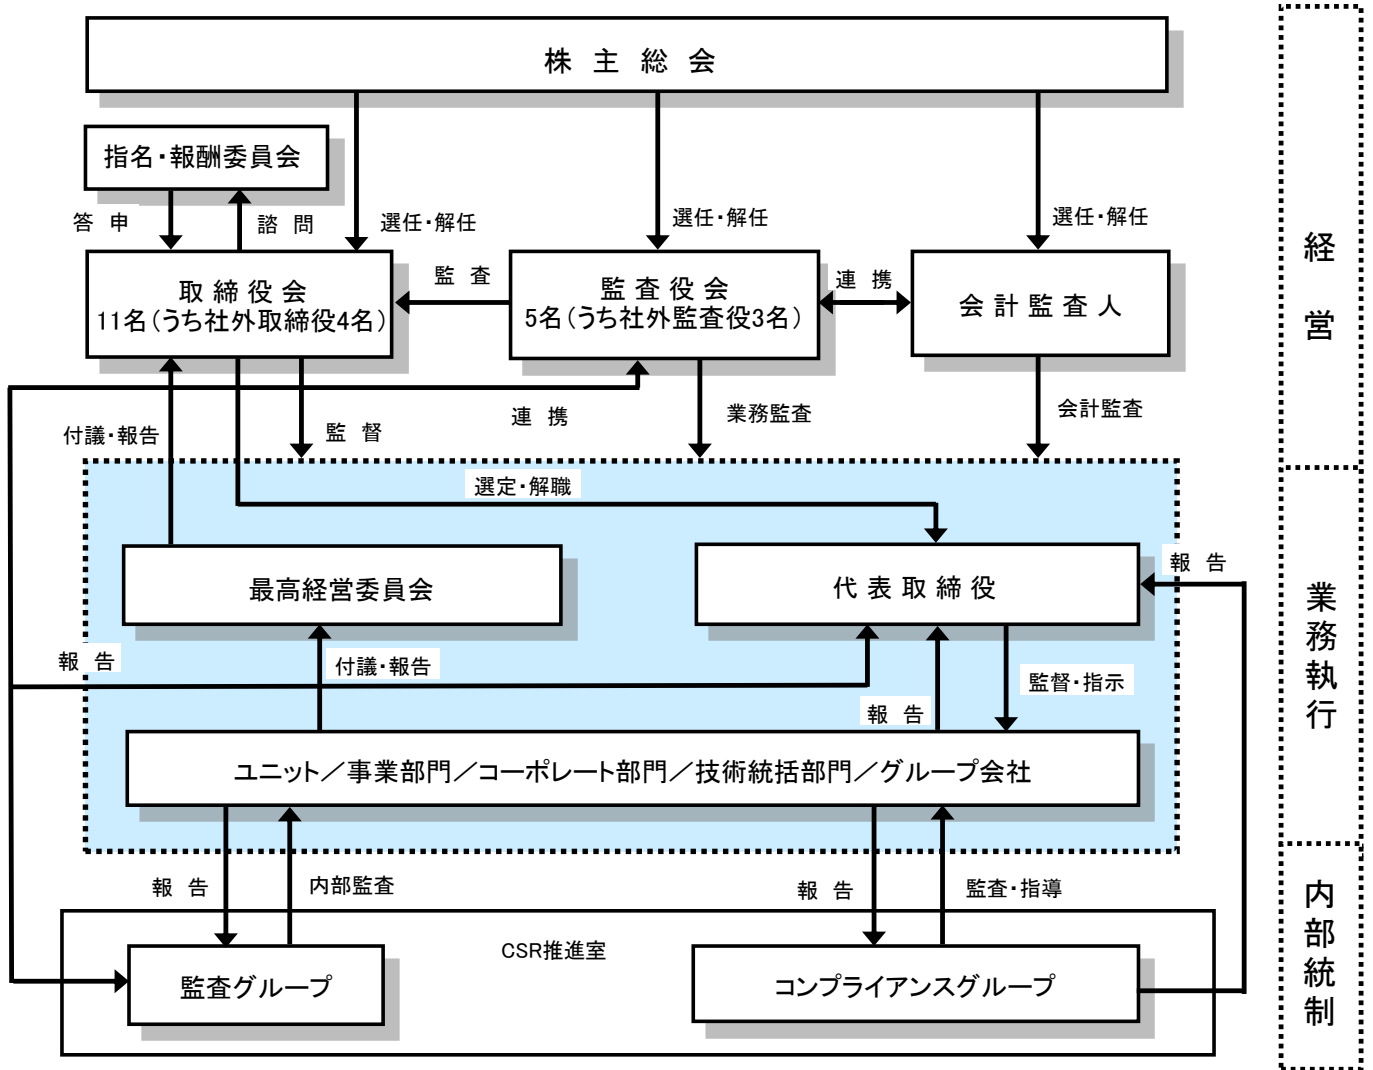 株 主 総 会
指名・報酬委員会
答 申
諮 問
選任・解任
選任・解任
選任・解任
取 締 役 会
11名(うち社外取締役4名)
監 査
監 査 役 会
5名(うち社外監査役3名)
連 携
会 計 監 査 人
付議・報告
監 督
連 携
業務監査
会計監査
選定・解職
最高経営委員会
代 表 取 締 役
報 告
報 告
付議・報告
報 告
監督・指示
ユニット／事業部門／コーポレート部門／技術統括部門／グループ会社
報 告
内部監査
報 告
監査・指導
CSR推進室
監査グループ
コンプライアンスグループ
経 営
業務執行
内部統制